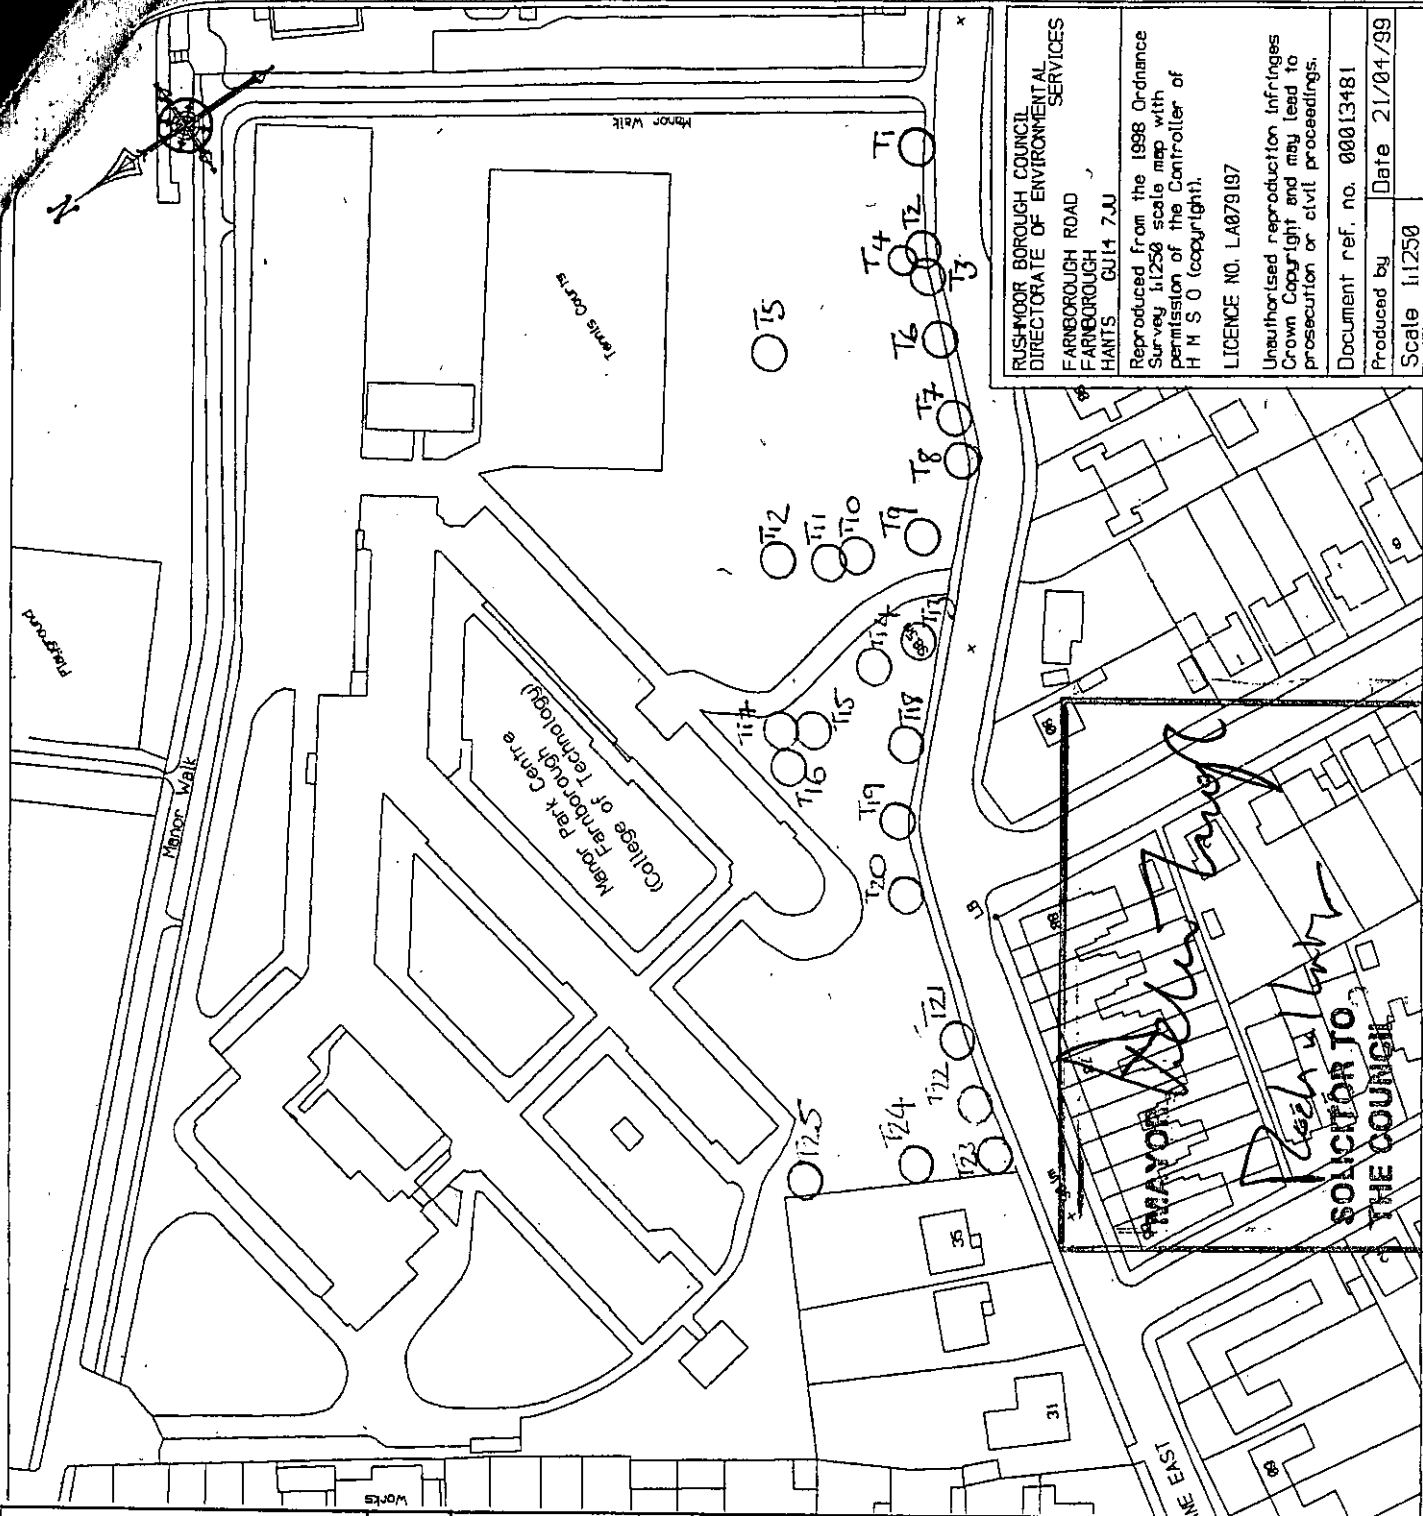 RUSHMOOR BOROUGH COUNCIL
DIRECTORATE OF ENVIRONMENTAL
SERVICES
FARNBOROUGH ROAD
FARNBOROUGH
HANTS GU14 7JU
Reproduced from the 1998 Ordnance
Survey 1:1250 scale map with
permission of the Controller of
H M S O (copyright).
LICENCE NO. LA079197
Unauthorised reproduction infringes
Crown Copyright and may lead to
prosecution or civil proceedings.
Document ref. no. 00013481
Produced by
Date 21/04/99
Scale 1:1250
N
Manor Walk
Playground
Manor Walk
Tennis Courts
Manor Park Centre
Farnborough
(College of Technology)
Works
T1
T2
T3
T4
T5
T6
T7
T8
T9
T10
T11
T12
T13
T14
T15
T16
T17
T18
T19
T20
T21
T22
T23
T24
T25
LB
35
31
NE EAST
MAYOR
SOLICITOR TO
THE COUNCIL